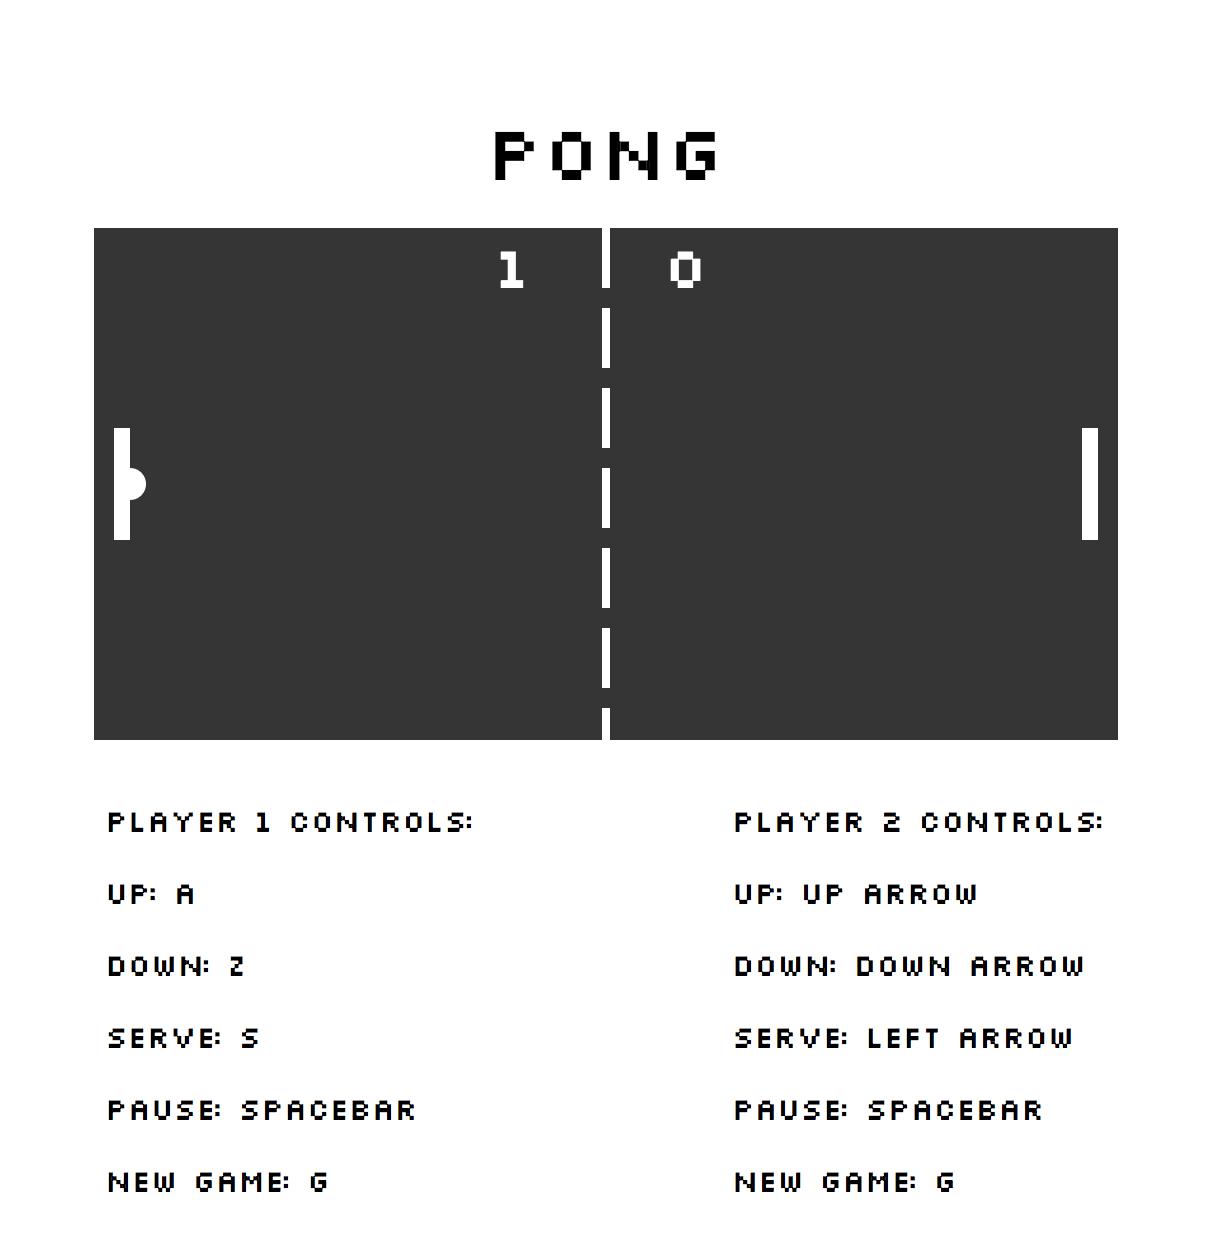 PONG
1 0
PLAYER 1 CONTROLS:
UP: A
DOWN: Z
SERVE: S
PAUSE: SPACEBAR
NEW GAME: G
PLAYER 2 CONTROLS:
UP: UP ARROW
DOWN: DOWN ARROW
SERVE: LEFT ARROW
PAUSE: SPACEBAR
NEW GAME: G